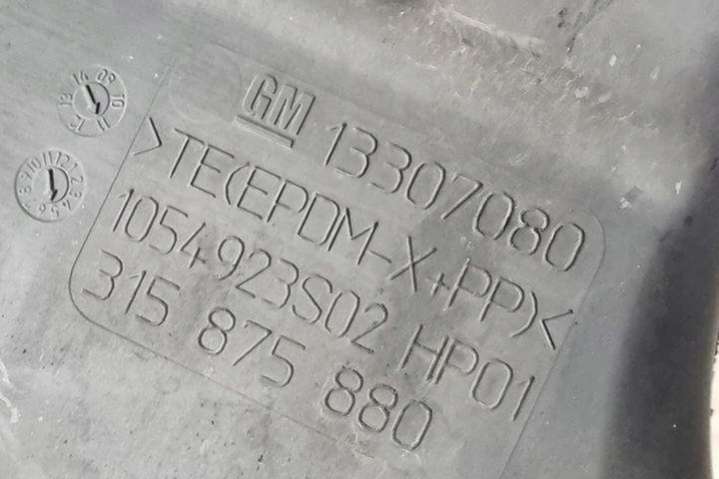 GM 13307080
>TE(EPDM-X+PP)<
1054923S02 HP01
315 875 880